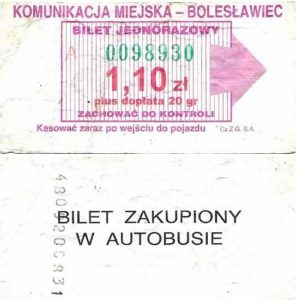 KOMUNIKACJA MIEJSKA – BOLESŁAWIEC
BILET JEDNORAZOWY
A 0098930
1,10 zł
plus dopłata 20 gr
ZACHOWAĆ DO KONTROLI
Kasować zaraz po wejściu do pojazdu
Cz.Z.G. S.A.
BILET ZAKUPIONY
W AUTOBUSIE